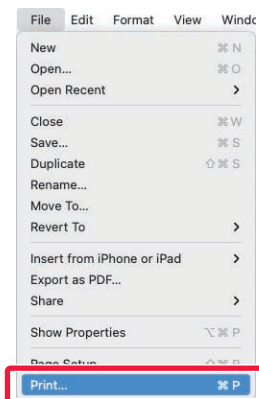 File Edit Format View
New ⌘ N
Open... ⌘ O
Open Recent >
Close ⌘ W
Save... ⌘ S
Duplicate ⇧ ⌘ S
Rename...
Move To...
Revert To >
Insert from iPhone or iPad >
Export as PDF...
Share >
Show Properties ⌥ ⌘ P
Page Setup ⇧ ⌘ P
Print... ⌘ P